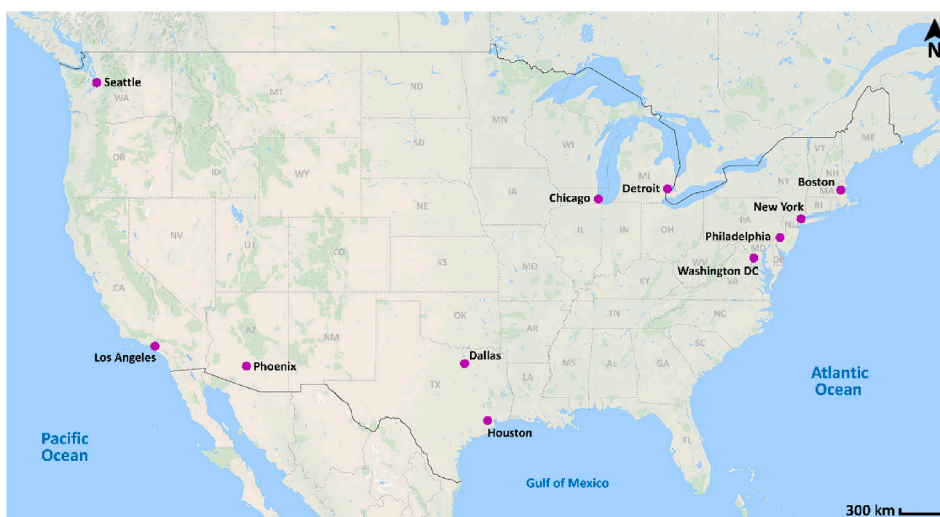 N
Seattle
WA
MT
ND
MN
OR
ID
WY
SD
WI
MI
ME
VT
NH
Boston
MA
NY
RI
Chicago
Detroit
New York
NE
IA
PA
NJ
NV
UT
CO
IL
IN
OH
Philadelphia
MD
DE
Washington DC
CA
KS
MO
WV
VA
KY
AZ
NM
OK
AR
TN
NC
SC
Los Angeles
Phoenix
Dallas
TX
LA
MS
AL
GA
Atlantic
Ocean
Houston
FL
Pacific
Ocean
Gulf of Mexico
300 km